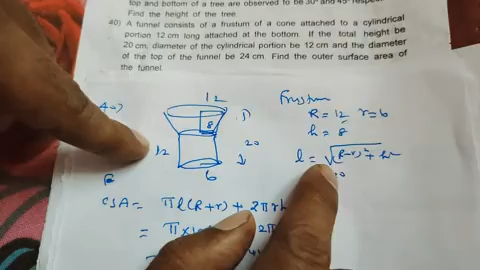 top and bottom of a tree are observed to be 30° and 45° respec
Find the height of the tree
40) A funnel consists of a frustum of a cone attached to a cylindrical
portion 12 cm long attached at the bottom. If the total height be
20 cm, diameter of the cylindrical portion be 12 cm and the diameter
of the top of the funnel be 24 cm. Find the outer surface area of
the funnel.
12
8
12
20
6
Frustum
R = 12 r = 6
h = 8
l = √(R-r)² + h²
CSA = πl(R+r) + 2πrh
= π×10